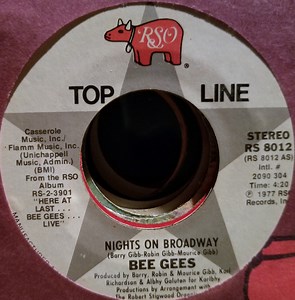 RSO
TOP LINE
Casserole
Music, Inc./
Flamm Music, Inc.
(Unichappell
Music, Admin.)
(BMI)
From the RSO
Album
RS-2-3901
"HERE AT
LAST . . .
BEE GEES . . .
LIVE"
STEREO
RS 8012
(RS 8012 AS)
Intl. #
2090 304
Time: 4:20
℗ 1977 RSO
Records, Inc.
NIGHTS ON BROADWAY
(Barry Gibb-Robin Gibb-Maurice Gibb)
BEE GEES
Produced by Barry, Robin & Maurice Gibb, Karl
Richardson & Albhy Galuten for Karlbhy
Productions by Arrangement with
The Robert Stigwood